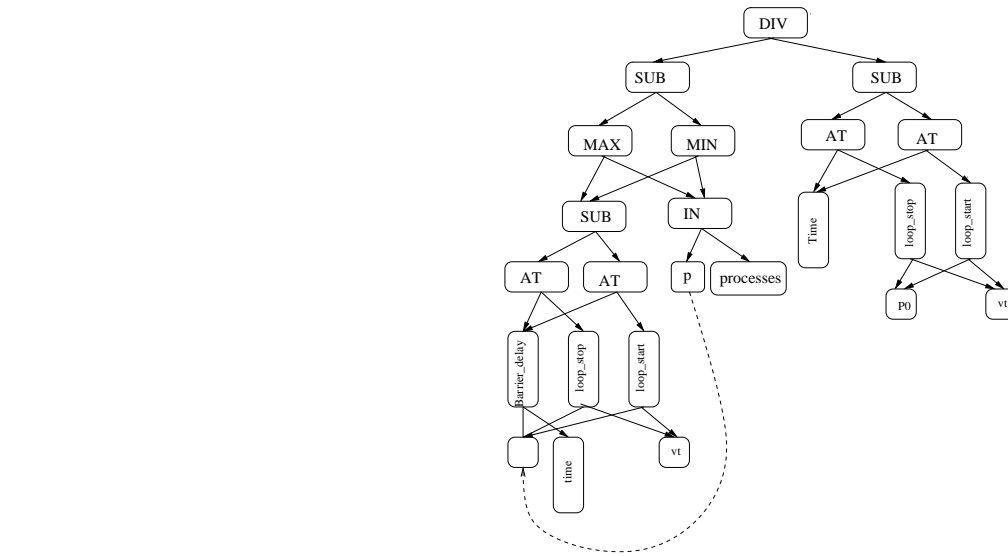 DIV
SUB
SUB
MAX
MIN
AT
AT
SUB
IN
Time
loop_stop
loop_start
AT
AT
p
processes
P0
vt
Barrier_delay
loop_stop
loop_start
time
vt